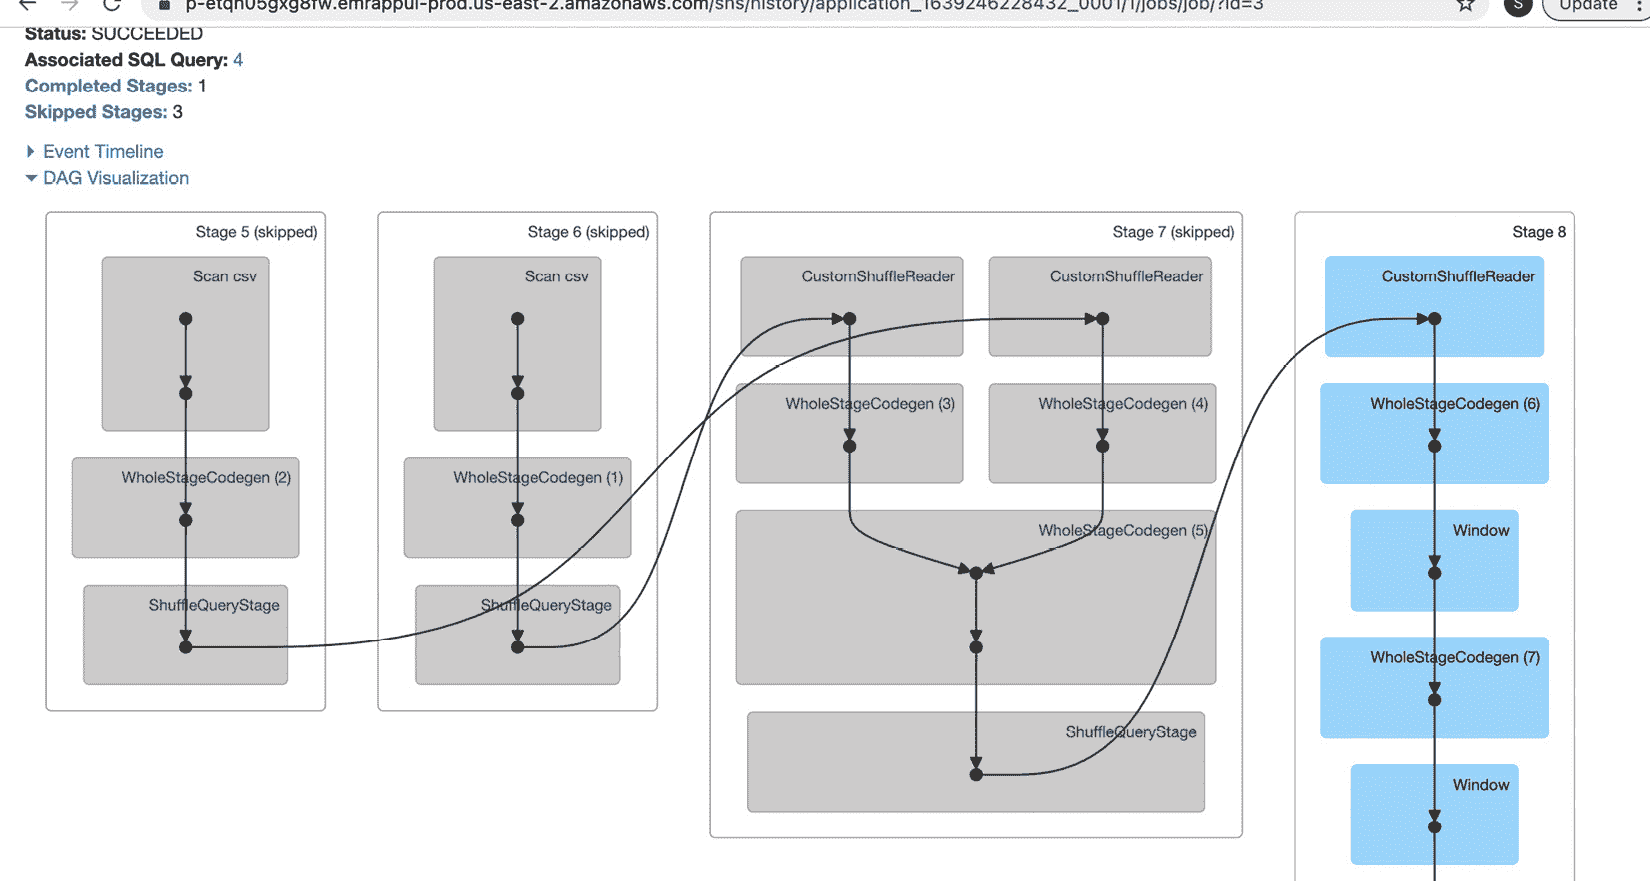 p-etqh05gxg8fw.emrappui-prod.us-east-2.amazonaws.com/shs/history/application_1639246228432_0001/1/jobs/job/?id=3
S
Update
Status: SUCCEEDED
Associated SQL Query: 4
Completed Stages: 1
Skipped Stages: 3
Event Timeline
DAG Visualization
Stage 5 (skipped)
Scan csv
WholeStageCodegen (2)
ShuffleQueryStage
Stage 6 (skipped)
Scan csv
WholeStageCodegen (1)
ShuffleQueryStage
Stage 7 (skipped)
CustomShuffleReader
CustomShuffleReader
WholeStageCodegen (3)
WholeStageCodegen (4)
WholeStageCodegen (5)
ShuffleQueryStage
Stage 8
CustomShuffleReader
WholeStageCodegen (6)
Window
WholeStageCodegen (7)
Window